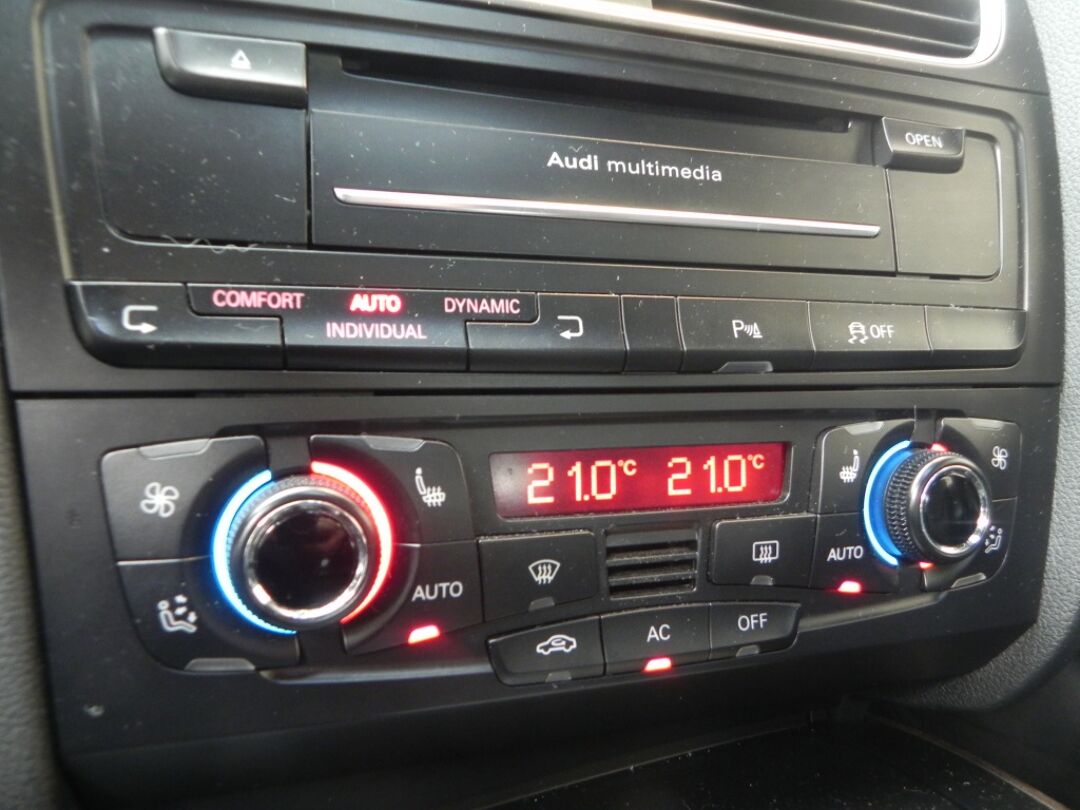 OPEN
Audi multimedia
COMFORT AUTO DYNAMIC
INDIVIDUAL
P OFF
21.0°C 21.0°C
AUTO AUTO
AC OFF